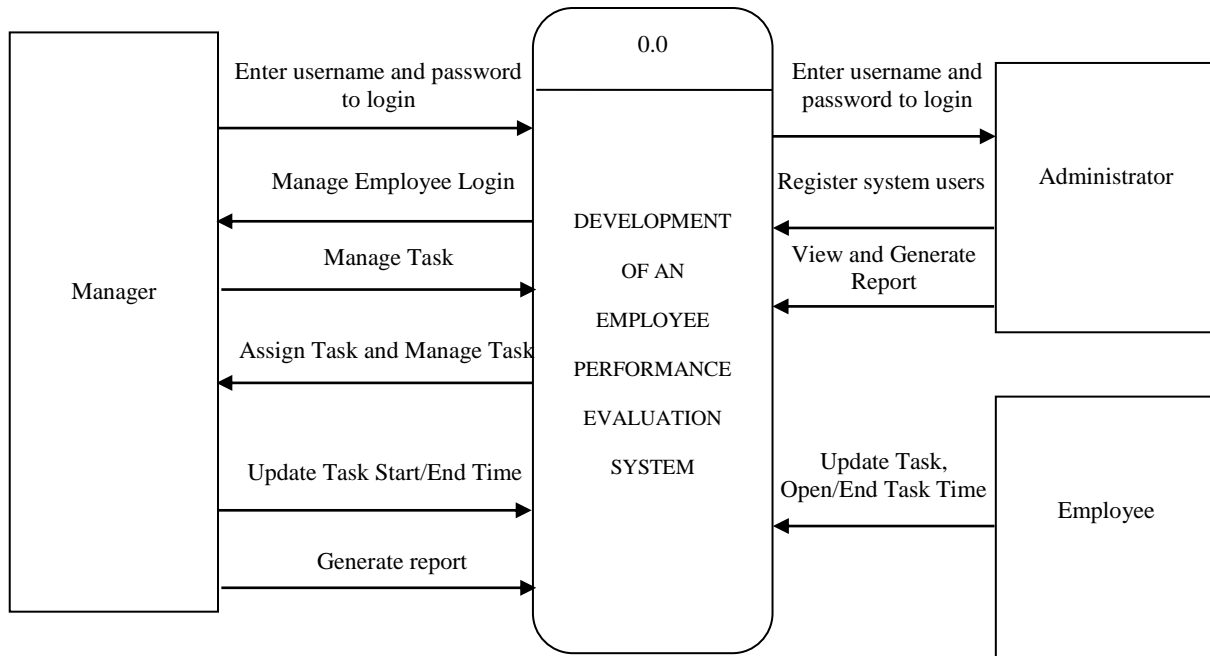 Manager
Enter username and password
to login
Manage Employee Login
Manage Task
Assign Task and Manage Task
Update Task Start/End Time
Generate report
0.0
DEVELOPMENT
OF AN
EMPLOYEE
PERFORMANCE
EVALUATION
SYSTEM
Enter username and
password to login
Register system users
View and Generate
Report
Administrator
Update Task,
Open/End Task Time
Employee